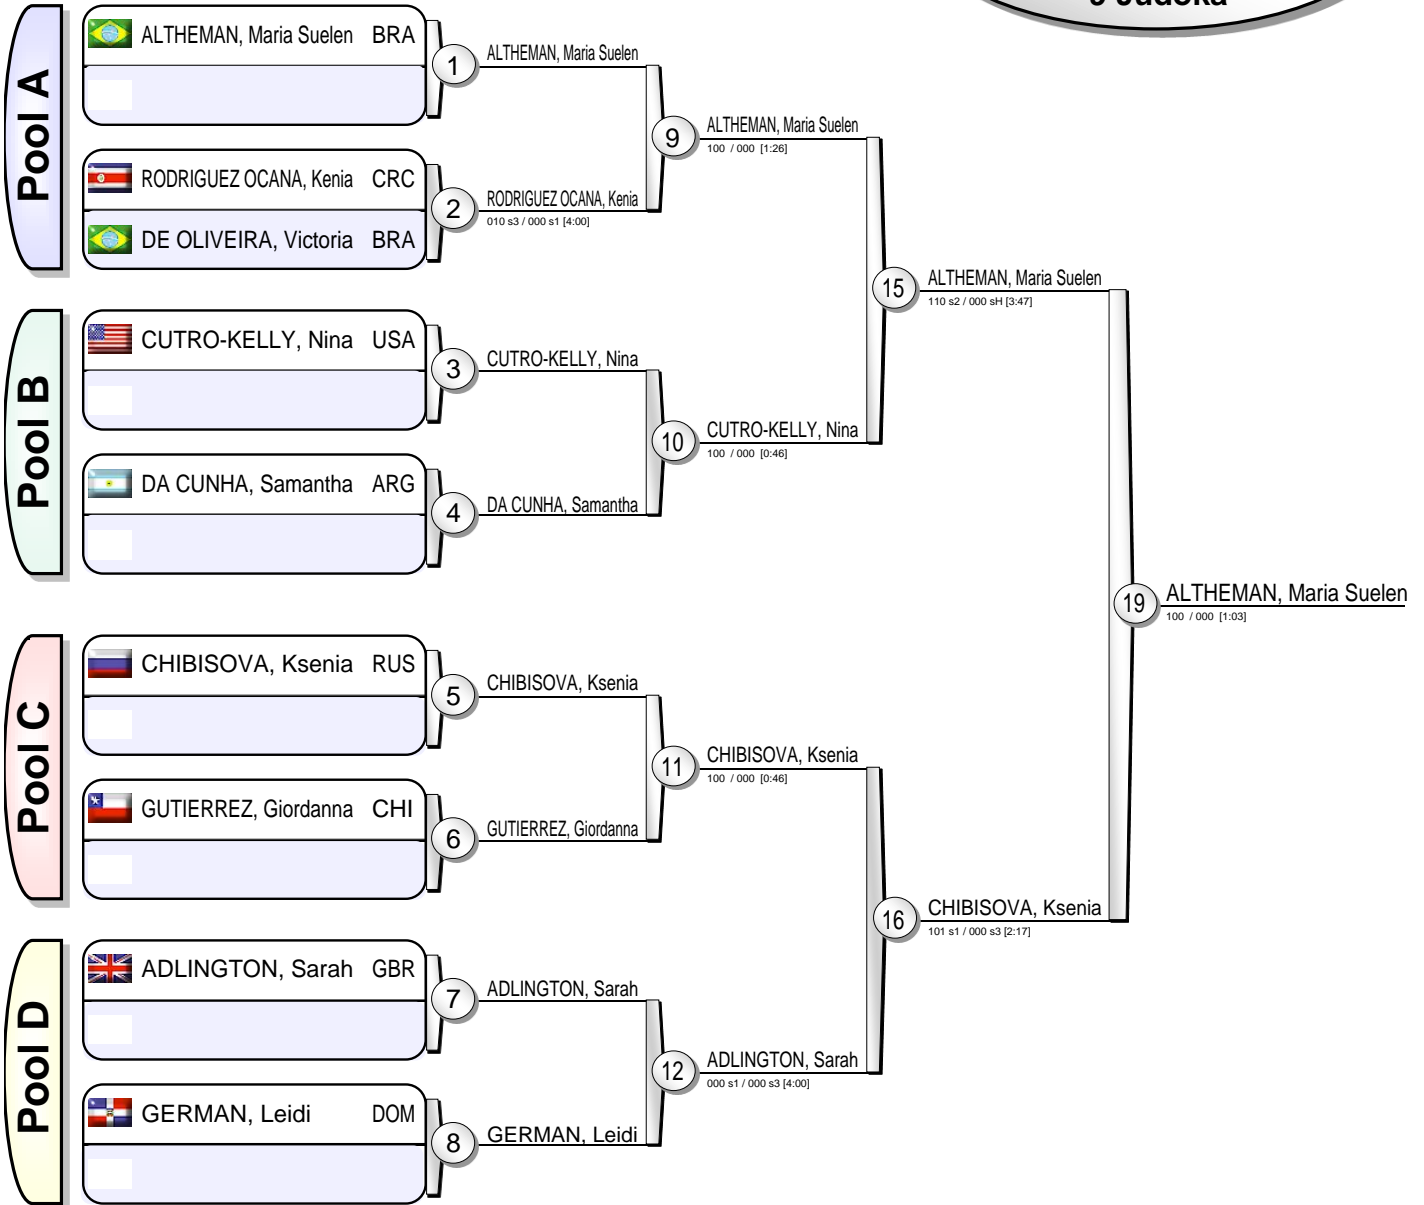 9 Judoka
Pool A
ALTHEMAN, Maria Suelen BRA
1
ALTHEMAN, Maria Suelen
RODRIGUEZ OCANA, Kenia CRC
DE OLIVEIRA, Victoria BRA
2
RODRIGUEZ OCANA, Kenia
010 s3 / 000 s1 [4:00]
9
ALTHEMAN, Maria Suelen
100 / 000 [1:26]
Pool B
CUTRO-KELLY, Nina USA
3
CUTRO-KELLY, Nina
DA CUNHA, Samantha ARG
4
DA CUNHA, Samantha
10
CUTRO-KELLY, Nina
100 / 000 [0:46]
15
ALTHEMAN, Maria Suelen
110 s2 / 000 sH [3:47]
Pool C
CHIBISOVA, Ksenia RUS
5
CHIBISOVA, Ksenia
GUTIERREZ, Giordanna CHI
6
GUTIERREZ, Giordanna
11
CHIBISOVA, Ksenia
100 / 000 [0:46]
Pool D
ADLINGTON, Sarah GBR
7
ADLINGTON, Sarah
GERMAN, Leidi DOM
8
GERMAN, Leidi
12
ADLINGTON, Sarah
000 s1 / 000 s3 [4:00]
16
CHIBISOVA, Ksenia
101 s1 / 000 s3 [2:17]
19
ALTHEMAN, Maria Suelen
100 / 000 [1:03]